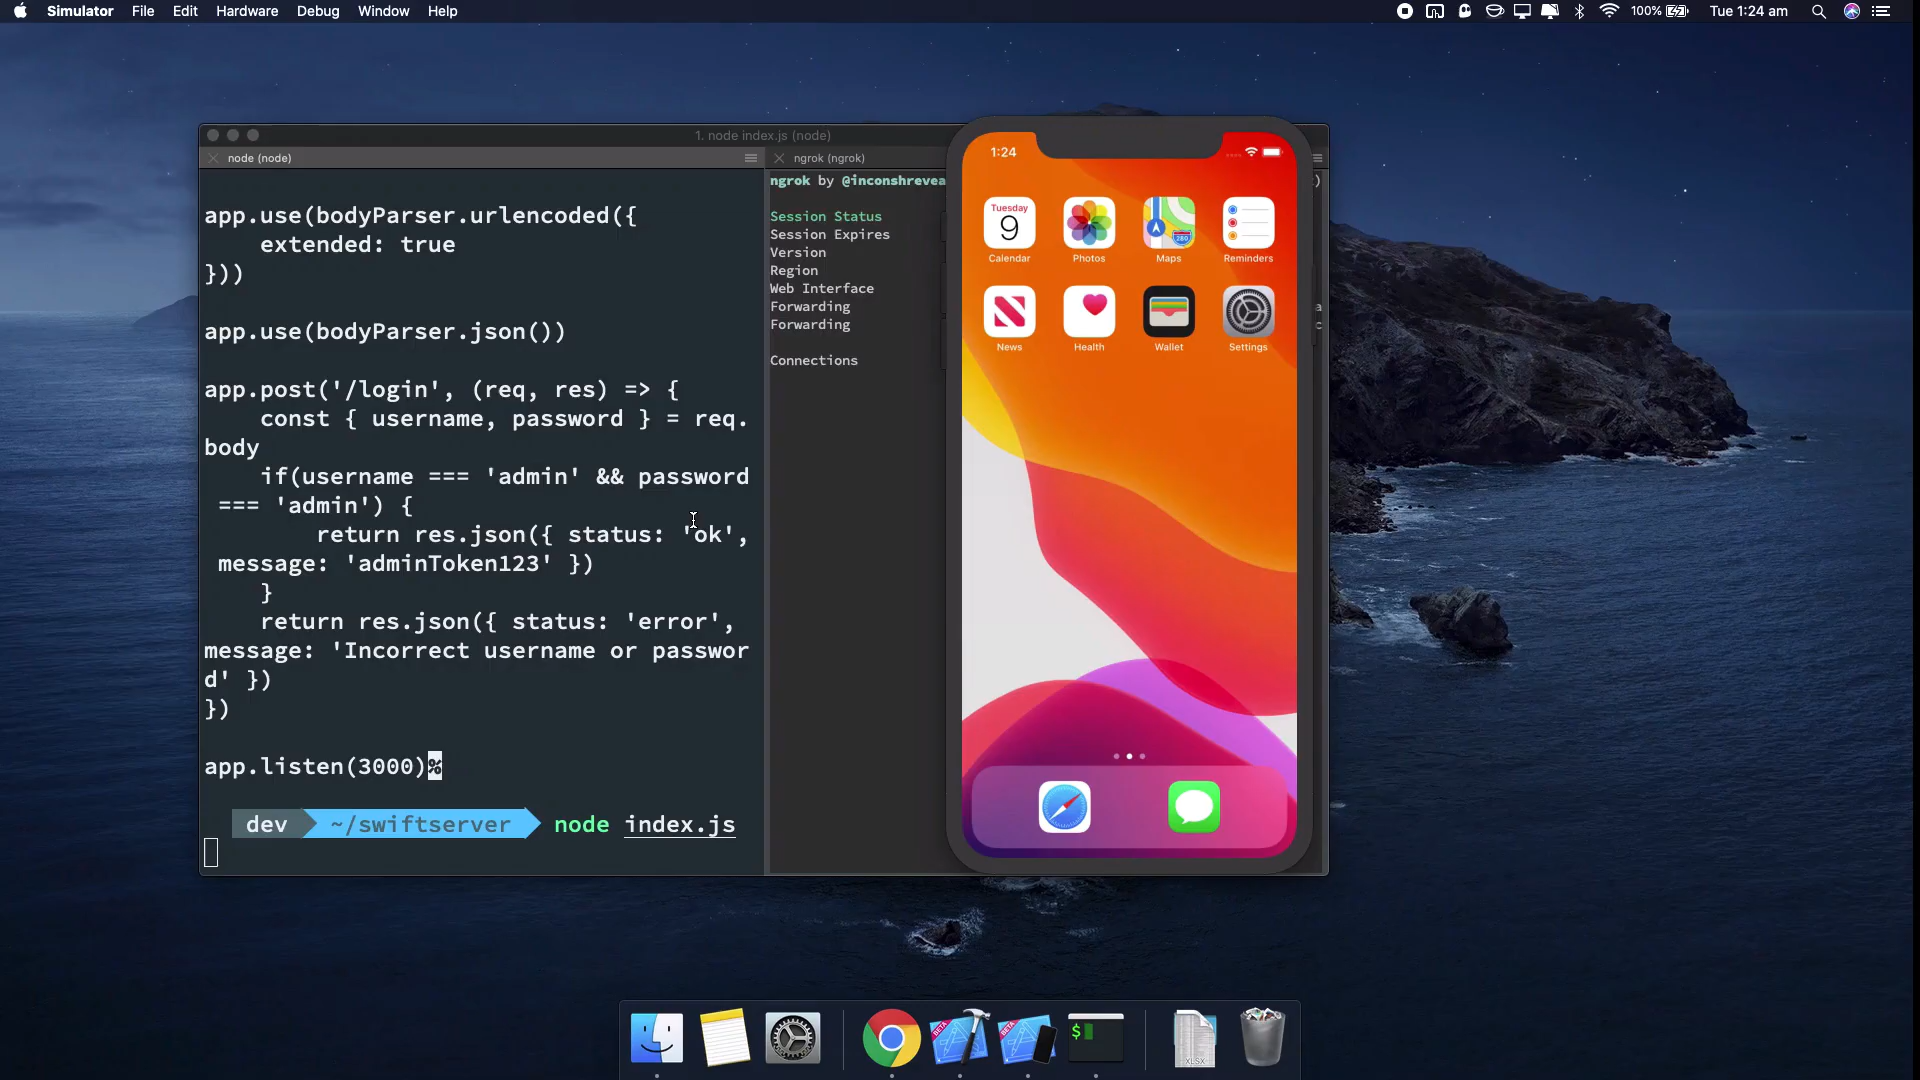 Simulator File Edit Hardware Debug Window Help
100% Tue 1:24 am
1. node index.js (node)
node (node)
app.use(bodyParser.urlencoded({
extended: true
}))
app.use(bodyParser.json())
app.post('/login', (req, res) => {
const { username, password } = req.
body
if(username === 'admin' && password
=== 'admin') {
return res.json({ status: 'ok',
message: 'adminToken123' })
}
return res.json({ status: 'error',
message: 'Incorrect username or passwor
d' })
})
app.listen(3000)%
dev ~/swiftserver node index.js
ngrok (ngrok)
ngrok by @inconshrevea
)
Session Status
Session Expires
Version
Region
Web Interface
Forwarding
a
Forwarding
c
Connections
1:24
Tuesday
9
280
Calendar Photos Maps Reminders
News Health Wallet Settings
BETA
BETA
$
XLSX